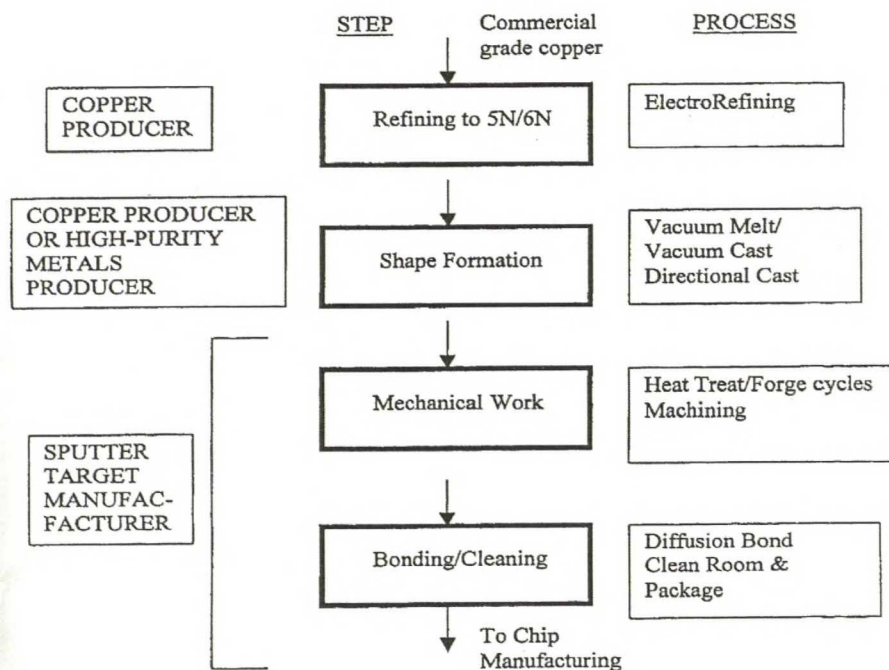 STEP
Commercial
grade copper
PROCESS
COPPER
PRODUCER
Refining to 5N/6N
ElectroRefining
COPPER PRODUCER
OR HIGH-PURITY
METALS
PRODUCER
Shape Formation
Vacuum Melt/
Vacuum Cast
Directional Cast
Mechanical Work
Heat Treat/Forge cycles
Machining
SPUTTER
TARGET
MANUFAC-
FACTURER
Bonding/Cleaning
Diffusion Bond
Clean Room &
Package
To Chip
Manufacturing